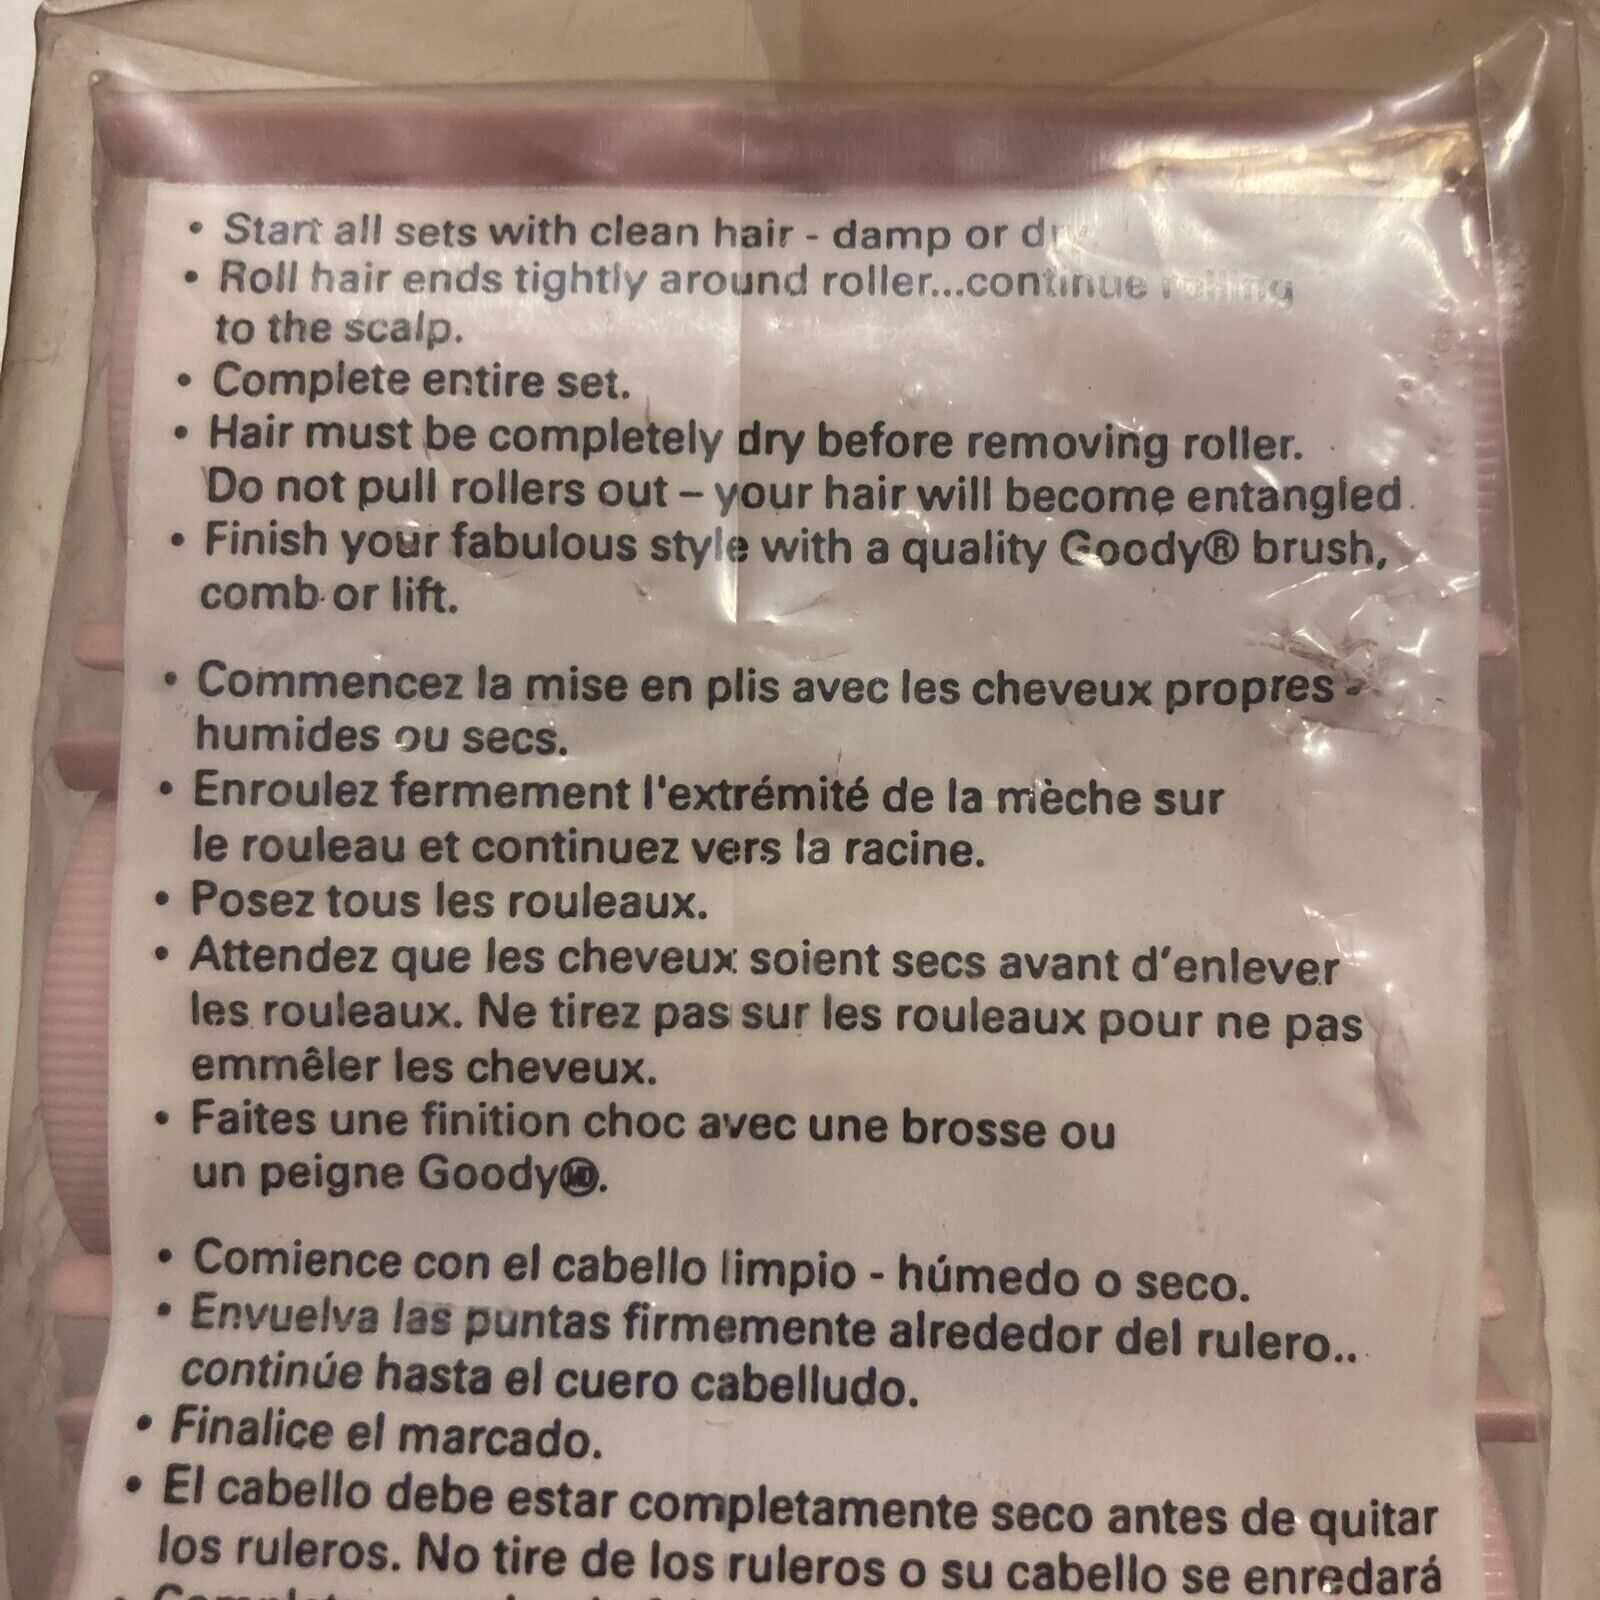 • Start all sets with clean hair - damp or dry.
• Roll hair ends tightly around roller...continue rolling
to the scalp.
• Complete entire set.
• Hair must be completely dry before removing roller.
Do not pull rollers out – your hair will become entangled.
• Finish your fabulous style with a quality Goody® brush,
comb or lift.
• Commencez la mise en plis avec les cheveux propres -
humides ou secs.
• Enroulez fermement l'extrémité de la mèche sur
le rouleau et continuez vers la racine.
• Posez tous les rouleaux.
• Attendez que les cheveux soient secs avant d'enlever
les rouleaux. Ne tirez pas sur les rouleaux pour ne pas
emmêler les cheveux.
• Faites une finition choc avec une brosse ou
un peigne Goody🅫.
• Comience con el cabello limpio - húmedo o seco.
• Envuelva las puntas firmemente alrededor del rulero..
continúe hasta el cuero cabelludo.
• Finalice el marcado.
• El cabello debe estar completamente seco antes de quitar
los ruleros. No tire de los ruleros o su cabello se enredará